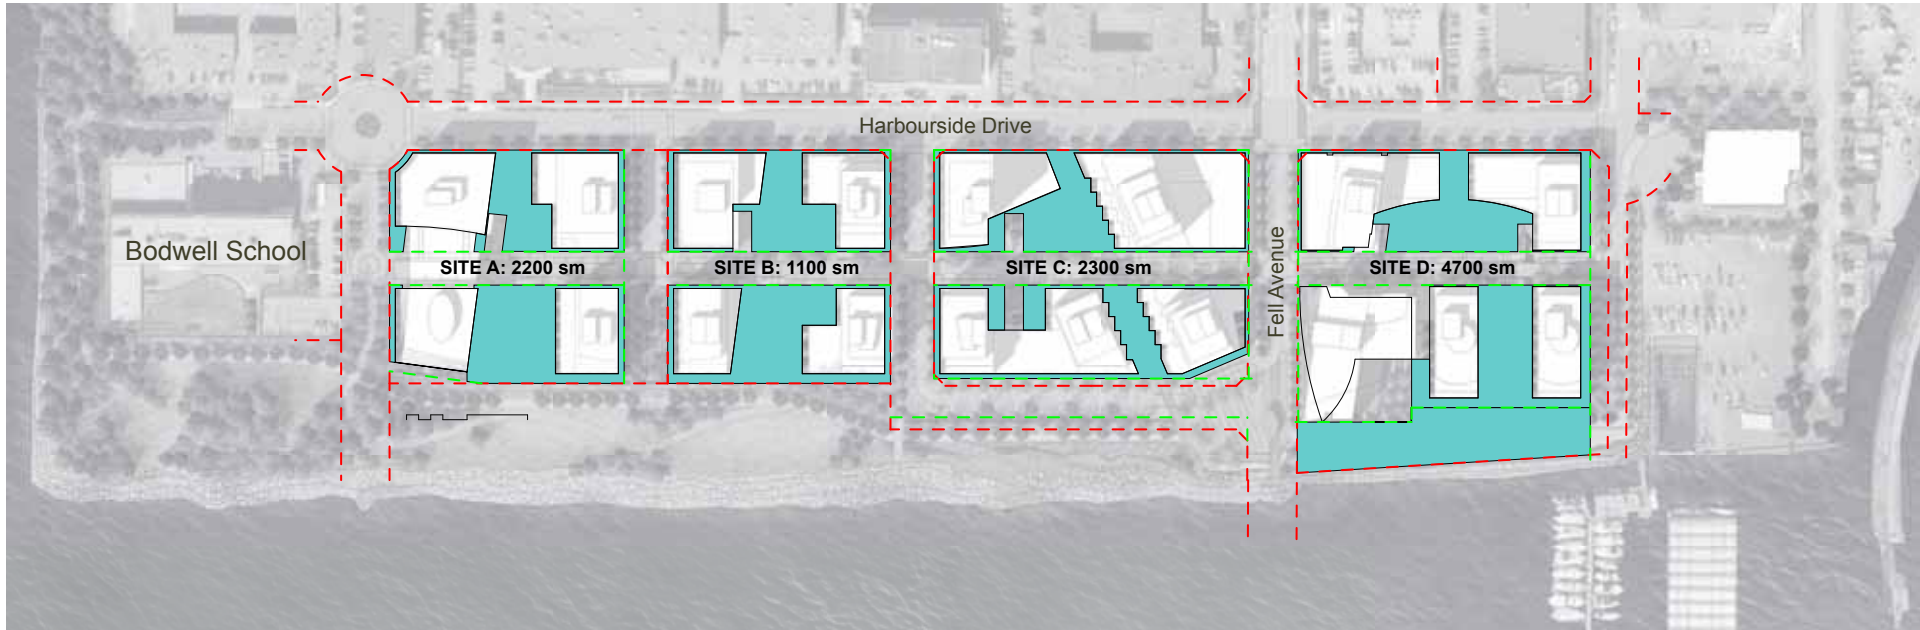 Harbourside Drive
Bodwell School
SITE A: 2200 sm
SITE B: 1100 sm
SITE C: 2300 sm
SITE D: 4700 sm
Fell Avenue